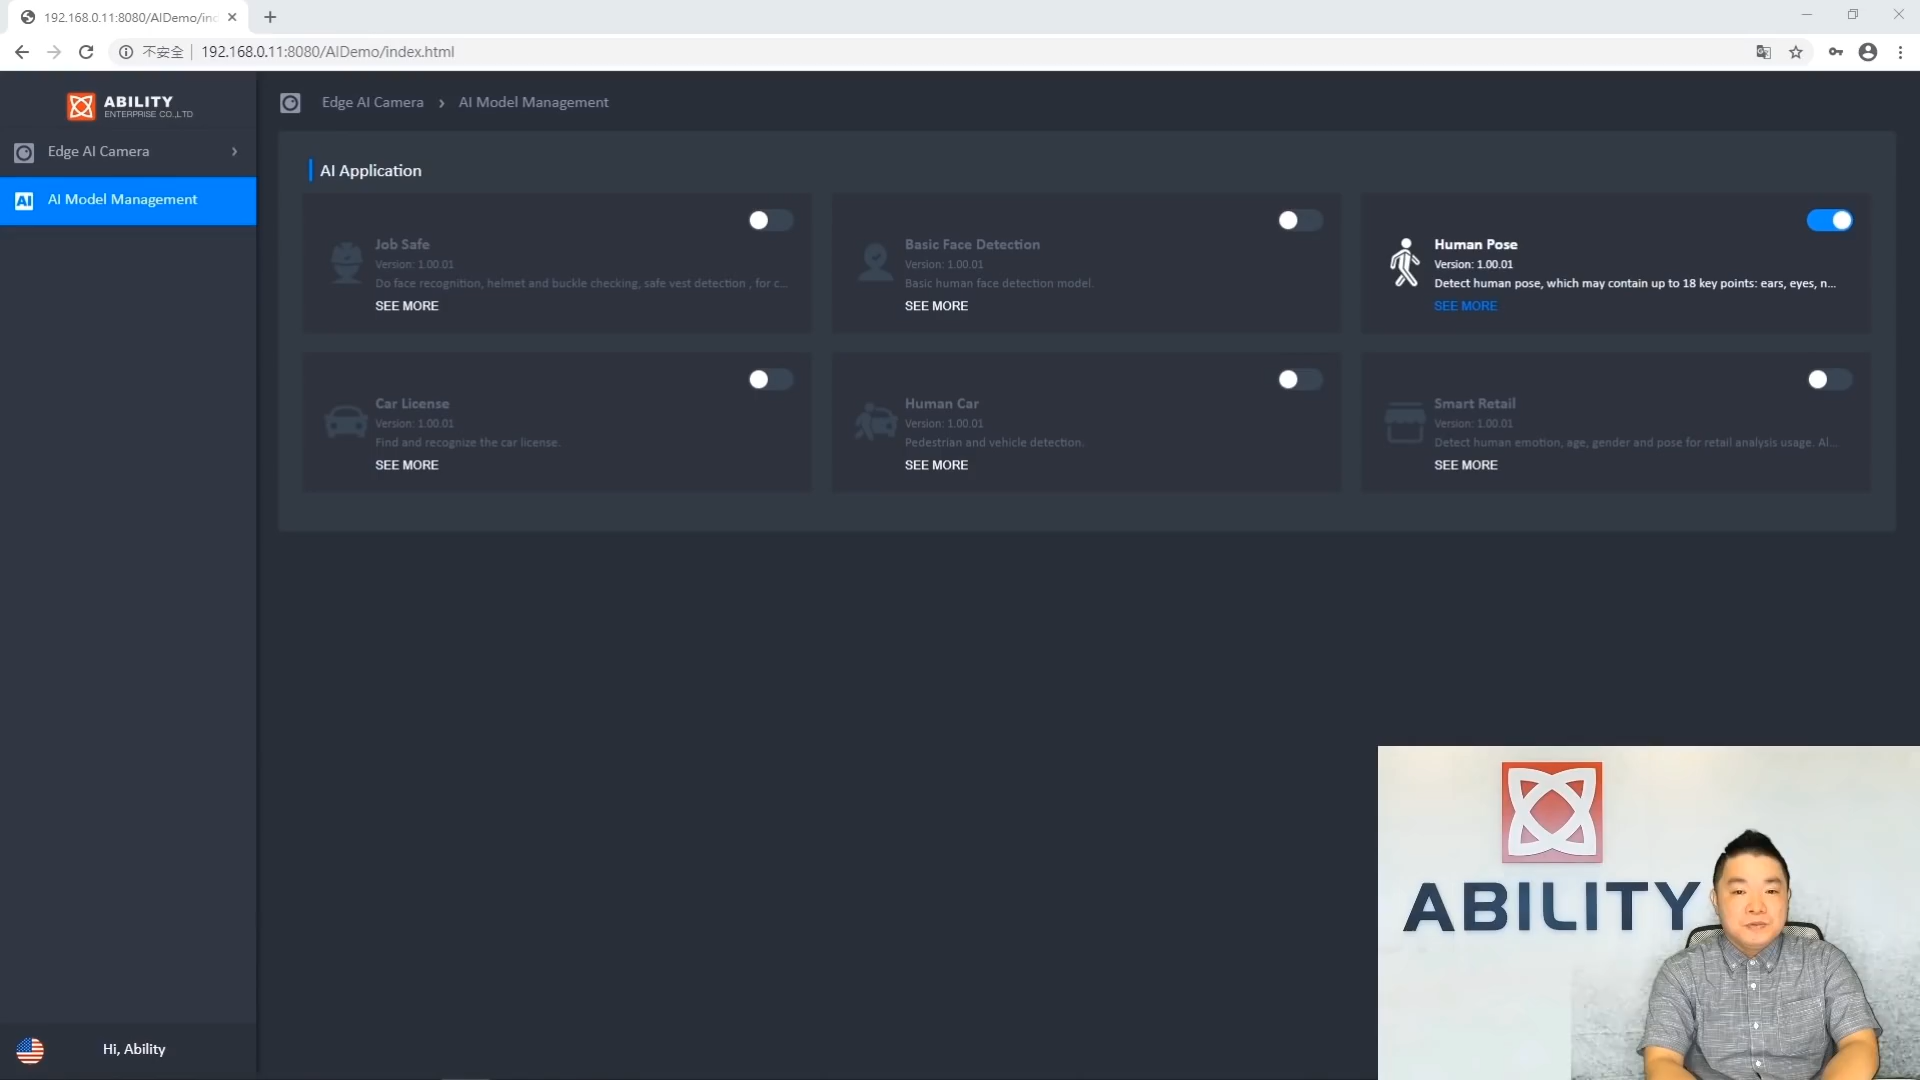 192.168.0.11:8080/AIDemo/ind
不安全 192.168.0.11:8080/AIDemo/index.html
ABILITY
ENTERPRISE CO.,LTD
Edge AI Camera
AI AI Model Management
Hi, Ability
Edge AI Camera › AI Model Management
AI Application
Job Safe
Version: 1.00.01
Do face recognition, helmet and buckle checking, safe vest detection , for c...
SEE MORE
Basic Face Detection
Version: 1.00.01
Basic human face detection model.
SEE MORE
Human Pose
Version: 1.00.01
Detect human pose, which may contain up to 18 key points: ears, eyes, n...
SEE MORE
Car License
Version: 1.00.01
Find and recognize the car license.
SEE MORE
Human Car
Version: 1.00.01
Pedestrian and vehicle detection.
SEE MORE
Smart Retail
Version: 1.00.01
Detect human emotion, age, gender and pose for retail analysis usage. Al...
SEE MORE
ABILITY